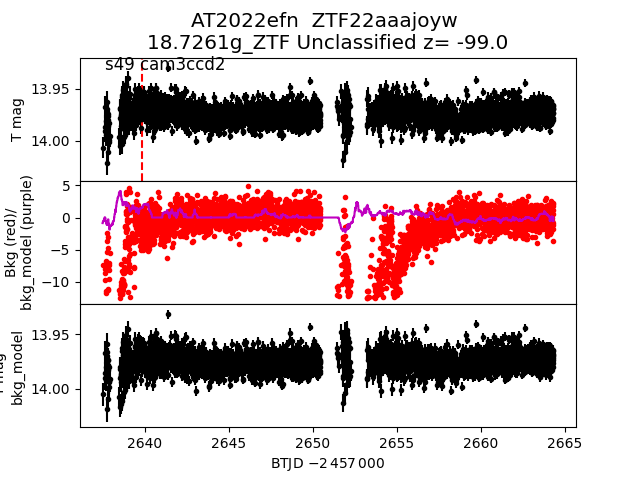 AT2022efn  ZTF22aaajoyw
18.7261g_ZTF Unclassified z= -99.0
s49 cam3ccd2
13.95
14.00
T mag
5
0
−5
−10
Bkg (red)/
bkg_model (purple)
13.95
14.00
bkg_model
2640
2645
2650
2655
2660
2665
BTJD −2 457 000